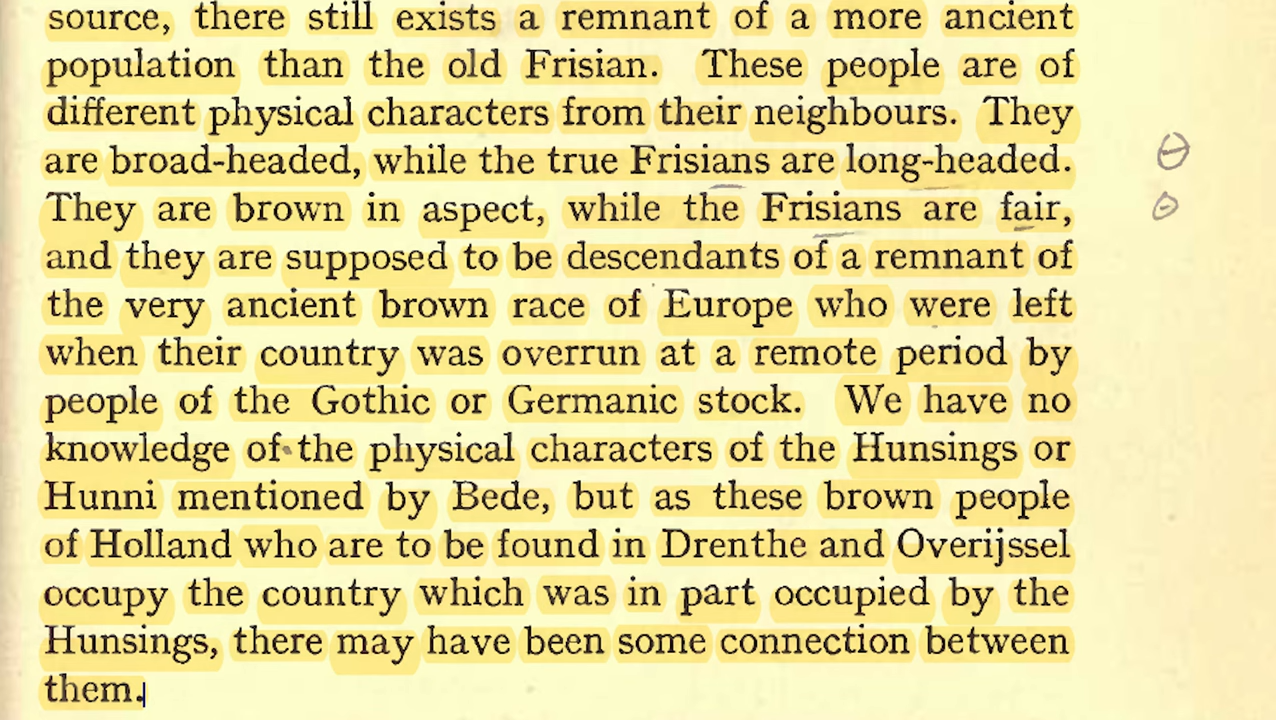 source, there still exists a remnant of a more ancient
population than the old Frisian. These people are of
different physical characters from their neighbours. They
are broad-headed, while the true Frisians are long-headed.
They are brown in aspect, while the Frisians are fair,
and they are supposed to be descendants of a remnant of
the very ancient brown race of Europe who were left
when their country was overrun at a remote period by
people of the Gothic or Germanic stock. We have no
knowledge of the physical characters of the Hunsings or
Hunni mentioned by Bede, but as these brown people
of Holland who are to be found in Drenthe and Overijssel
occupy the country which was in part occupied by the
Hunsings, there may have been some connection between
them.